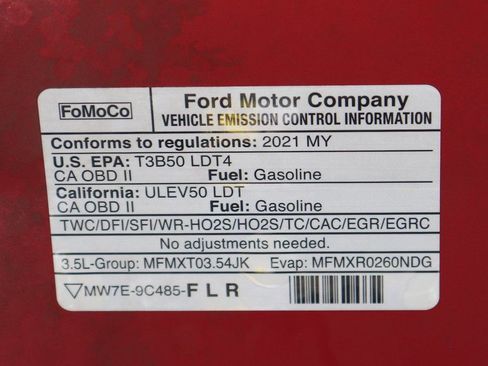 FoMoCo
Ford Motor Company
VEHICLE EMISSION CONTROL INFORMATION
Conforms to regulations: 2021 MY
U.S. EPA: T3B50 LDT4
CA OBD II Fuel: Gasoline
California: ULEV50 LDT
CA OBD II Fuel: Gasoline
TWC/DFI/SFI/WR-HO2S/HO2S/TC/CAC/EGR/EGRC
No adjustments needed.
3.5L-Group: MFMXT03.54JK Evap: MFMXR0260NDG
MW7E-9C485-F L R